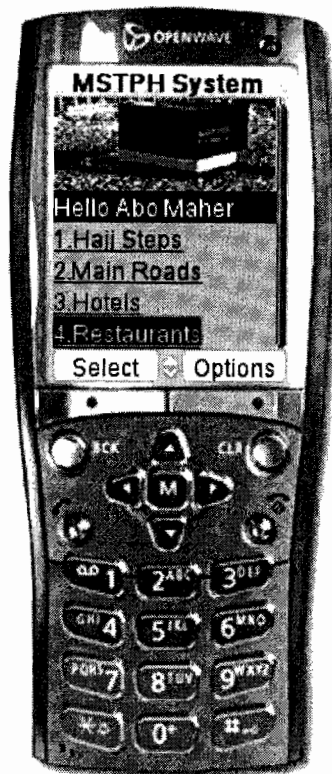 OPENWAVE
MSTPH System
Hello Abo Maher
1.Hajj Steps
2.Main Roads
3.Hotels
4.Restaurants
Select Options
BCK CLR
M
1 2ABC 3DEF
GHI4 5JKL 6MNO
PQRS7 8TUV 9WXYZ
* 0+ #